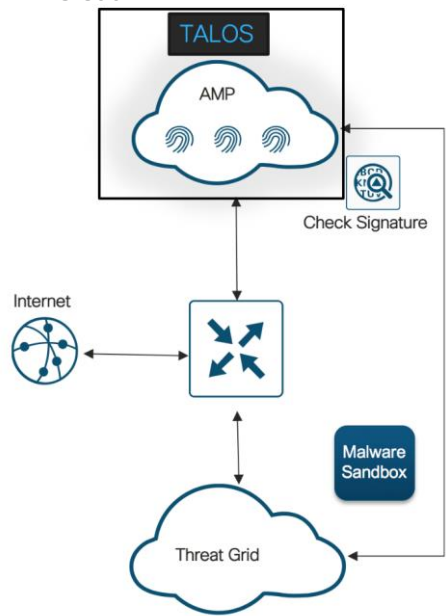 TALOS
AMP
Check Signature
Internet
Malware
Sandbox
Threat Grid